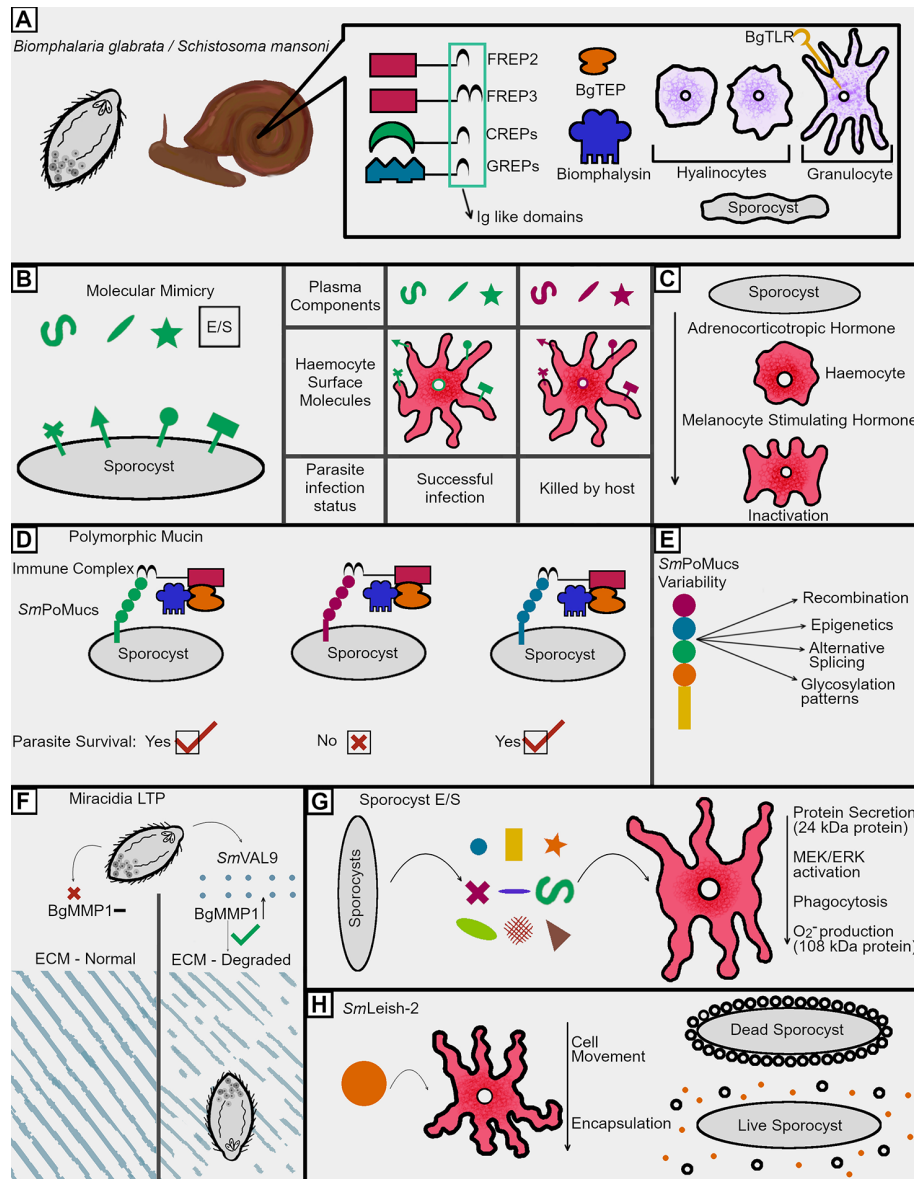 A
Biomphalaria glabrata / Schistosoma mansoni
FREP2
FREP3
CREPs
GREPs
Ig like domains
BgTEP
Biomphalysin
BgTLR
Hyalinocytes
Granulocyte
Sporocyst
B
Molecular Mimicry
E/S
Sporocyst
Plasma
Components
Haemocyte
Surface
Molecules
Parasite
infection
status
Successful
infection
Killed by host
C
Sporocyst
Adrenocorticotropic Hormone
Haemocyte
Melanocyte Stimulating Hormone
Inactivation
D
Polymorphic Mucin
Immune Complex
SmPoMucs
Sporocyst
Sporocyst
Sporocyst
Parasite Survival: Yes
No
Yes
E
SmPoMucs
Variability
Recombination
Epigenetics
Alternative
Splicing
Glycosylation
patterns
F
Miracidia LTP
SmVAL9
BgMMP1
BgMMP1
ECM - Normal
ECM - Degraded
G
Sporocyst E/S
Sporocysts
Protein Secretion
(24 kDa protein)
MEK/ERK
activation
Phagocytosis
O2- production
(108 kDa protein)
H
SmLeish-2
Cell
Movement
Encapsulation
Dead Sporocyst
Live Sporocyst